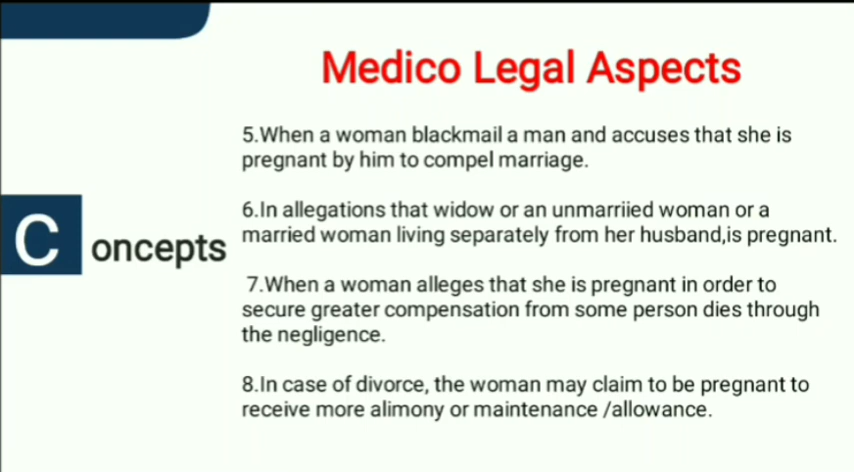 Medico Legal Aspects
5.When a woman blackmail a man and accuses that she is
pregnant by him to compel marriage.
6.In allegations that widow or an unmarriied woman or a
married woman living separately from her husband,is pregnant.
7.When a woman alleges that she is pregnant in order to
secure greater compensation from some person dies through
the negligence.
8.In case of divorce, the woman may claim to be pregnant to
receive more alimony or maintenance /allowance.
Concepts